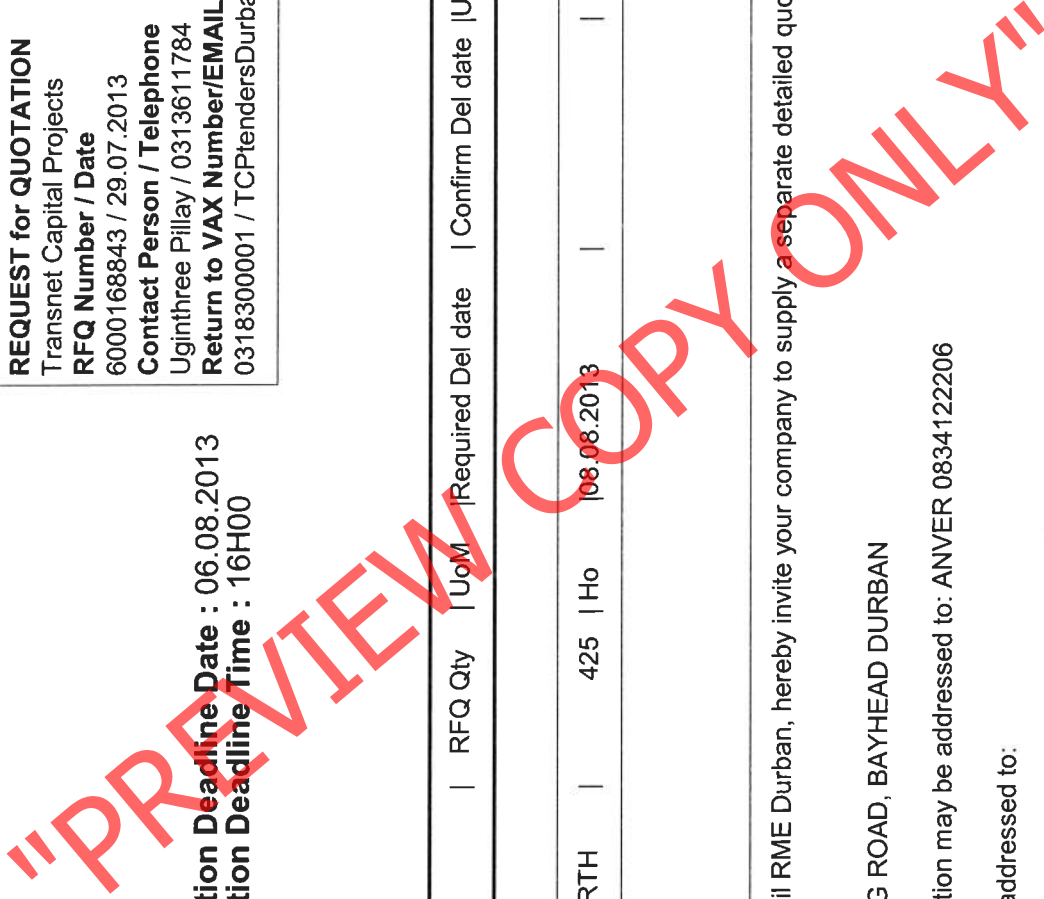 REQUEST for QUOTATION
Transnet Capital Projects
RFQ Number / Date
6000168843 / 29.07.2013
Contact Person / Telephone
Uginthree Pillay / 0313611784
Return to VAX Number/EMAIL
0318300001 / TCPtendersDurba
tion Deadline Date : 06.08.2013
tion Deadline Time : 16H00
| RFQ Qty | UoM |Required Del date | Confirm Del date |U
RTH | 425 | Ho |08.08.2013 | |
il RME Durban, hereby invite your company to supply a separate detailed quo
G ROAD, BAYHEAD DURBAN
tion may be addressed to: ANVER 0834122206
addressed to:
"PREVIEW COPY ONLY"